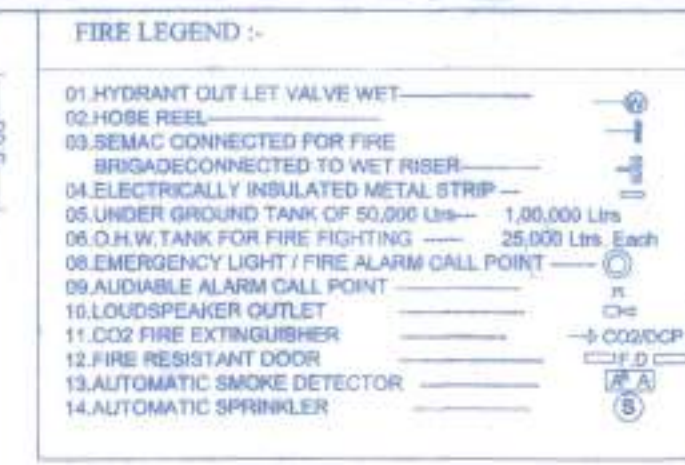 FIRE LEGEND :-
01.HYDRANT OUT LET VALVE WET W
02.HOSE REEL
03.SEMAC CONNECTED FOR FIRE
BRIGADECONNECTED TO WET RISER
04.ELECTRICALLY INSULATED METAL STRIP
05.UNDER GROUND TANK OF 50,000 Ltrs 1,00,000 Ltrs
06.O.H.W.TANK FOR FIRE FIGHTING 25,000 Ltrs Each
08.EMERGENCY LIGHT / FIRE ALARM CALL POINT
09.AUDIABLE ALARM CALL POINT
10.LOUDSPEAKER OUTLET
11.CO2 FIRE EXTINGUISHER CO2/DCP
12.FIRE RESISTANT DOOR F.D
13.AUTOMATIC SMOKE DETECTOR A A
14.AUTOMATIC SPRINKLER S